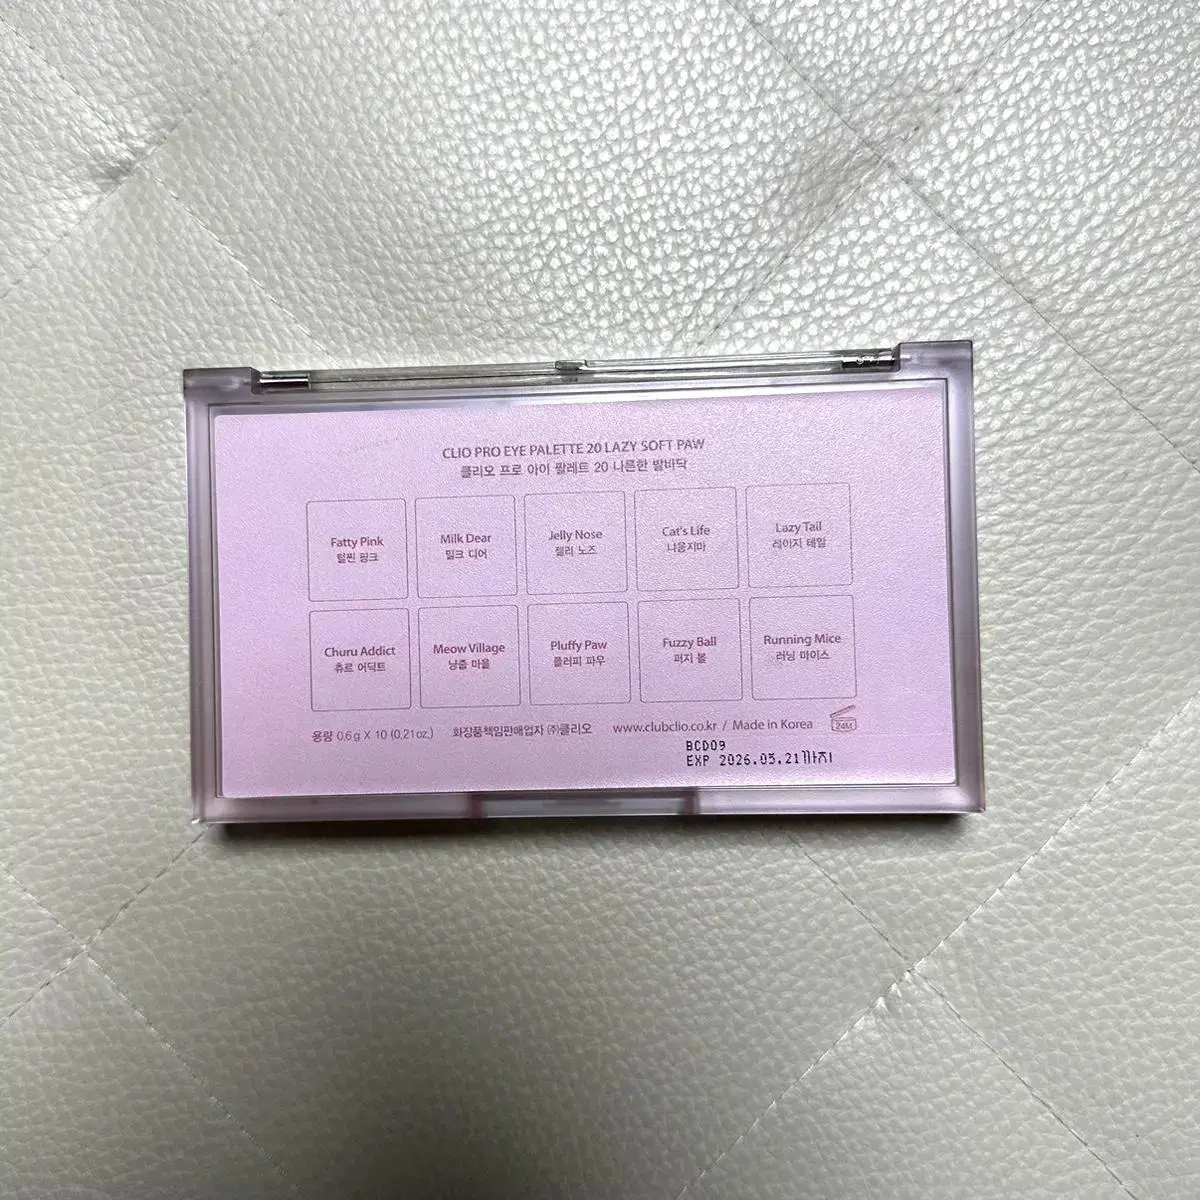 CLIO PRO EYE PALETTE 20 LAZY SOFT PAW
클리오 프로 아이 팔레트 20 나른한 발바닥
Fatty Pink
털찐 핑크
Milk Dear
밀크 디어
Jelly Nose
젤리 노즈
Cat's Life
냐옹지마
Lazy Tail
레이지 테일
Churu Addict
츄르 어딕트
Meow Village
냥줍 마을
Pluffy Paw
플러피 파우
Fuzzy Ball
퍼지 볼
Running Mice
러닝 마이스
용량 0.6g X 10 (0.21oz.) 화장품책임판매업자 ㈜클리오 www.clubclio.co.kr / Made in Korea 24M
BCD09
EXP 2026.05.21까지